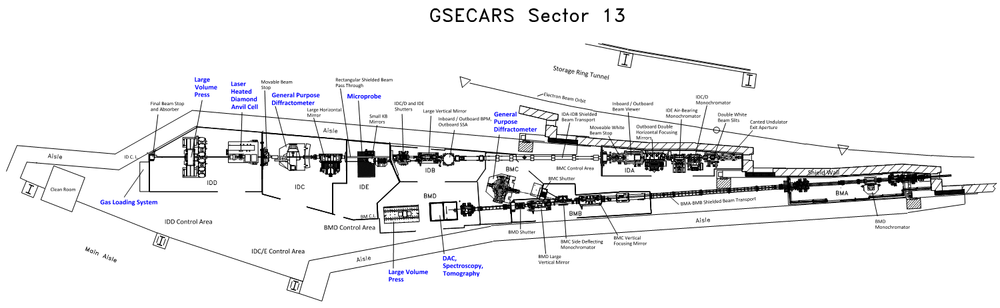 GSECARS Sector 13
Storage Ring Tunnel
Electron Beam Orbit
Large
Volume
Press
Laser
Heated
Diamond
Anvil Cell
Movable Beam
Stop
General Purpose
Diffractometer
Large Horizontal
Mirror
Rectangular Shielded Beam
Pass Through
Microprobe
Small KB
Mirrors
IDC/D and IDE
Shutters
Large Vertical Mirror
Inboard / Outboard BPM,
Outboard SSA
General
Purpose
Diffractometer
IDA-IDB Shielded
Beam Transport
Moveable White
Beam Stop
Inboard / Outboard
Beam Viewer
Outboard Double
Horizontal Focusing
Mirrors
IDE Air-Bearing
Monochromator
IDC/D
Monochromator
Double White
Beam Slits
Canted Undulator
Exit Aperture
Final Beam Stop
and Absorber
Aisle
Aisle
ID C. L.
IDD
IDC
IDE
IDB
BMC
BMC Control Area
IDA
Shield Wall
Clean Room
Gas Loading System
BMC Shutter
BMD
BMA
BMA-BMB Shielded Beam Transport
BM C.L.
BMB
IDD Control Area
BMD Control Area
BMD Shutter
Aisle
BMD
Monochromator
BMC Side Deflecting
Monochromator
BMC Vertical
Focusing Mirror
Main Aisle
IDC/E Control Area
Aisle
BMD Large
Vertical Mirror
Large Volume
Press
DAC,
Spectroscopy,
Tomography